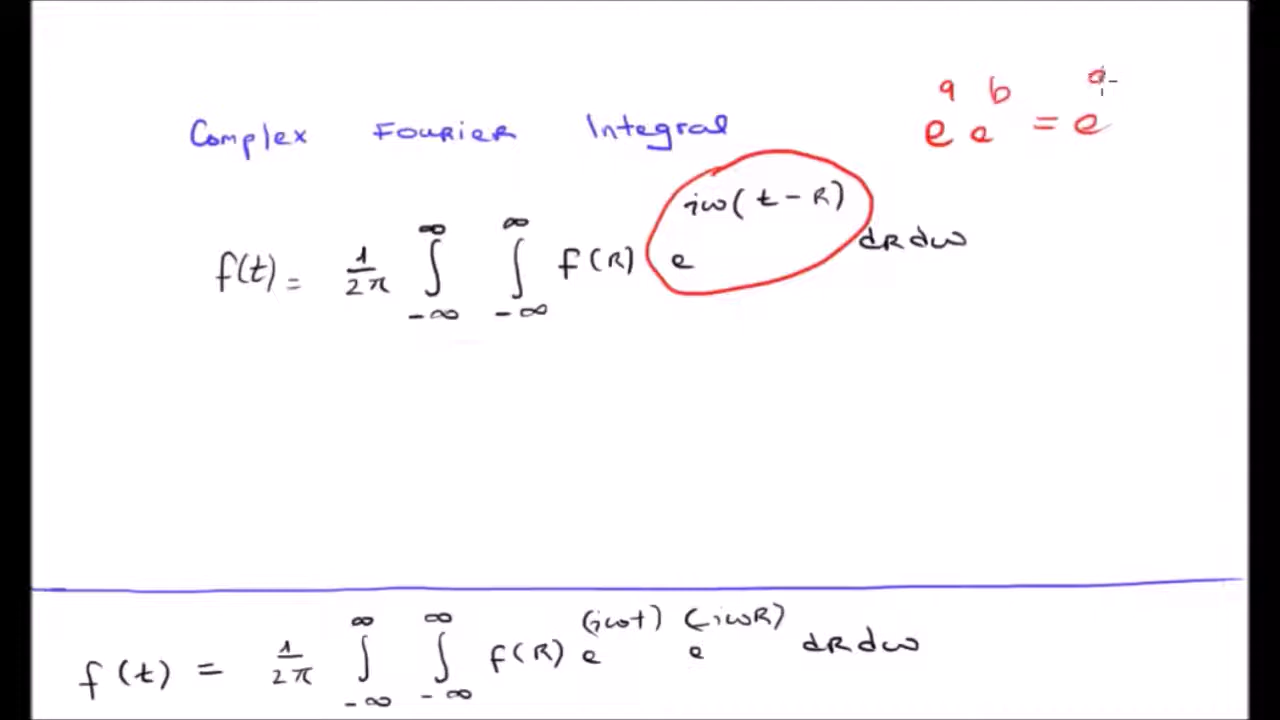 Complex Fourier Integral
e^a e^b = e^a
f(t) = 1/2π ∫_{-∞}^{∞} ∫_{-∞}^{∞} f(R) e^{iω(t-R)} dR dω
f(t) = 1/2π ∫_{-∞}^{∞} ∫_{-∞}^{∞} f(R) e^{(iωt)} e^{(-iωR)} dR dω